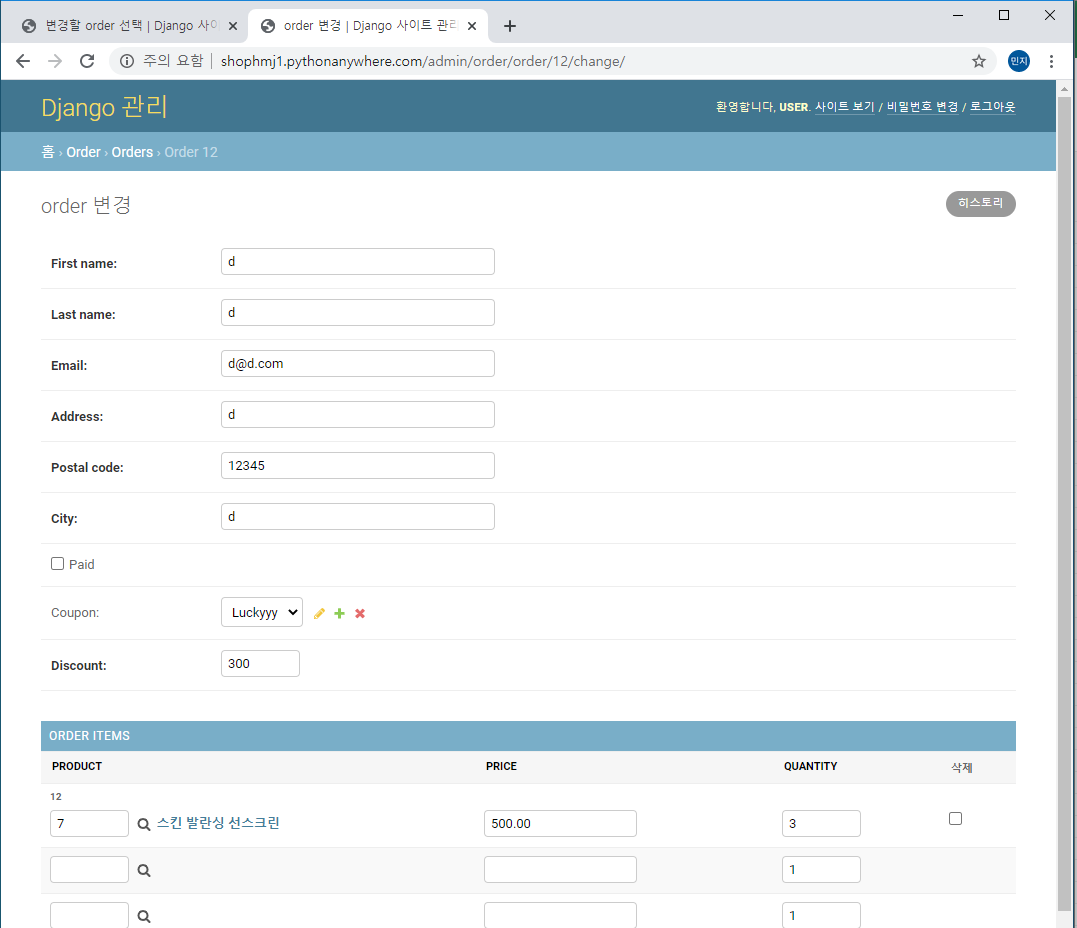 변경할 order 선택 | Django 사이
order 변경 | Django 사이트 관리
주의 요함 | shophmj1.pythonanywhere.com/admin/order/order/12/change/
민지
Django 관리
환영합니다, USER. 사이트 보기 / 비밀번호 변경 / 로그아웃
홈 › Order › Orders › Order 12
order 변경
히스토리
First name: d
Last name: d
Email: d@d.com
Address: d
Postal code: 12345
City: d
Paid
Coupon: Luckyyy
Discount: 300
ORDER ITEMS
PRODUCT PRICE QUANTITY 삭제
12
7 스킨 발란싱 선스크린 500.00 3
1
1